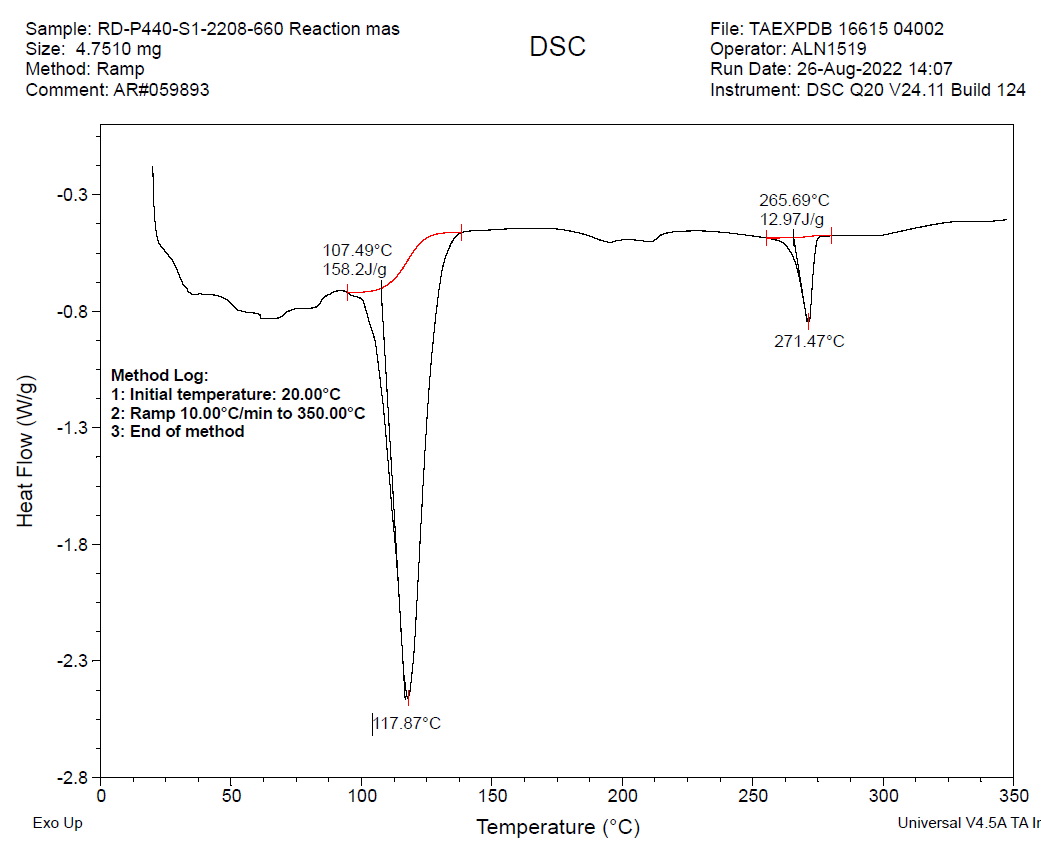 Sample: RD-P440-S1-2208-660 Reaction mas
Size: 4.7510 mg
Method: Ramp
Comment: AR#059893
DSC
File: TAEXPDB 16615 04002
Operator: ALN1519
Run Date: 26-Aug-2022 14:07
Instrument: DSC Q20 V24.11 Build 124
-0.3
-0.8
-1.3
-1.8
-2.3
-2.8
Heat Flow (W/g)
107.49°C
158.2J/g
117.87°C
265.69°C
12.97J/g
271.47°C
Method Log:
1: Initial temperature: 20.00°C
2: Ramp 10.00°C/min to 350.00°C
3: End of method
0 50 100 150 200 250 300 350
Exo Up
Temperature (°C)
Universal V4.5A TA In